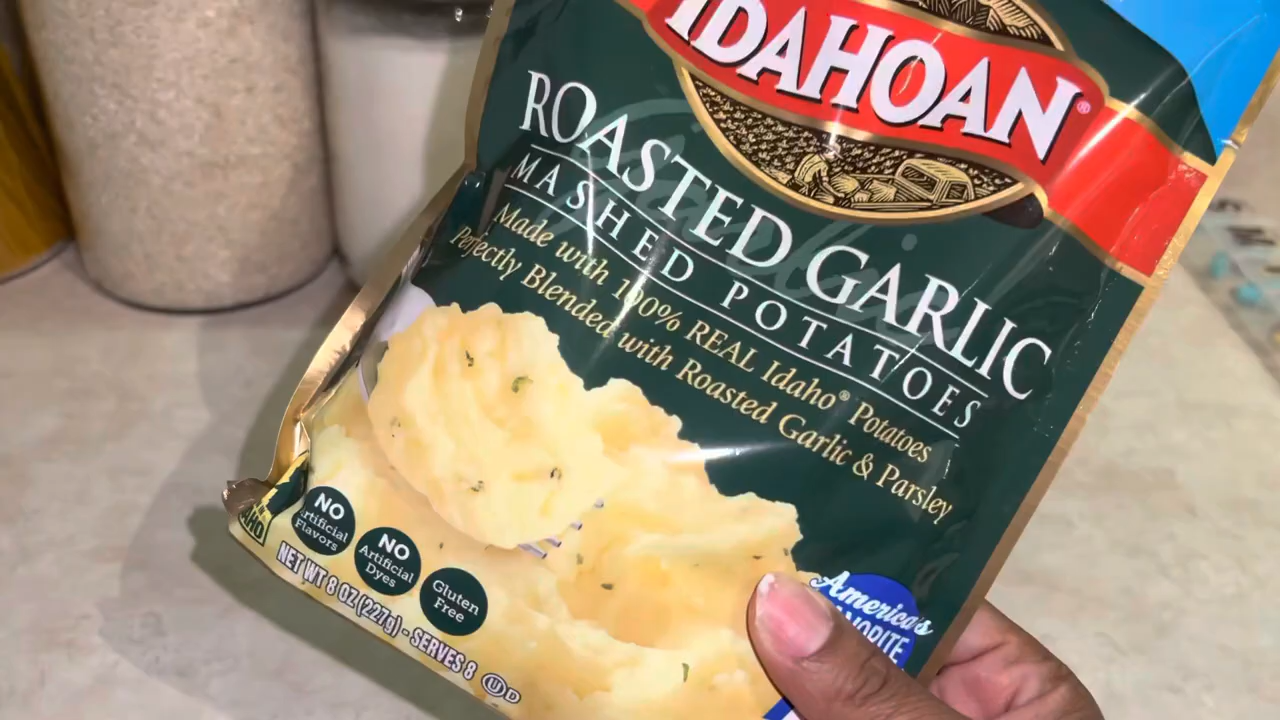 IDAHOAN®
ROASTED GARLIC
MASHED POTATOES
Made with 100% REAL Idaho® Potatoes
Perfectly Blended with Roasted Garlic & Parsley
NO
Artificial
Flavors
NO
Artificial
Dyes
Gluten
Free
America's
FAVORITE
NET WT 8 OZ (227g) - SERVES 8 U D